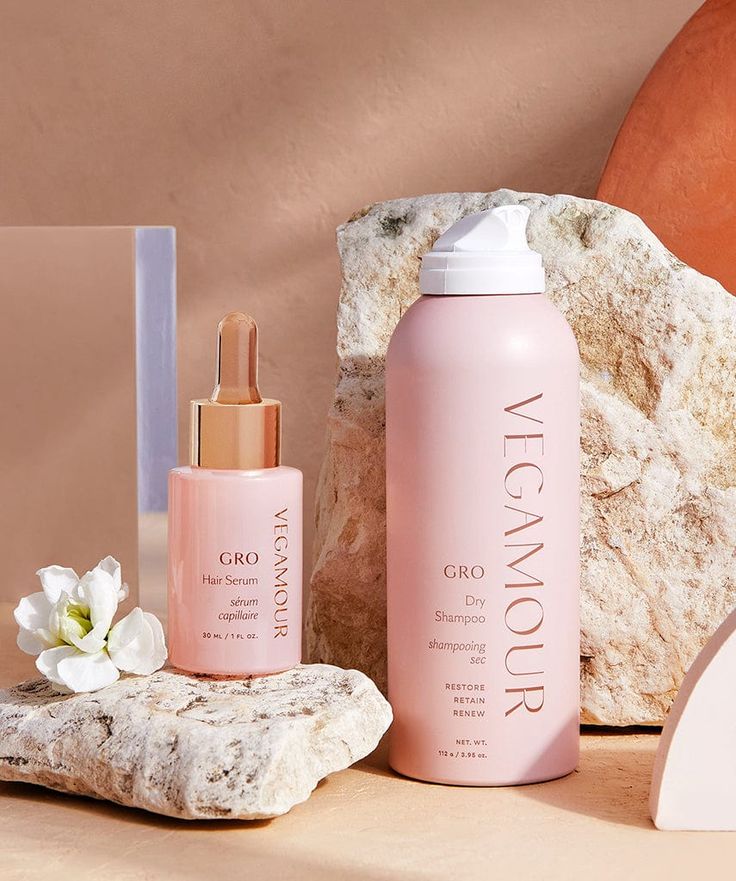 GRO
Hair Serum
sérum
capillaire
30 ML / 1 FL OZ.
VEGAMOUR
GRO
Dry
Shampoo
shampooing
sec
RESTORE
RETAIN
RENEW
NET. WT.
112 g / 3.95 oz.
VEGAMOUR